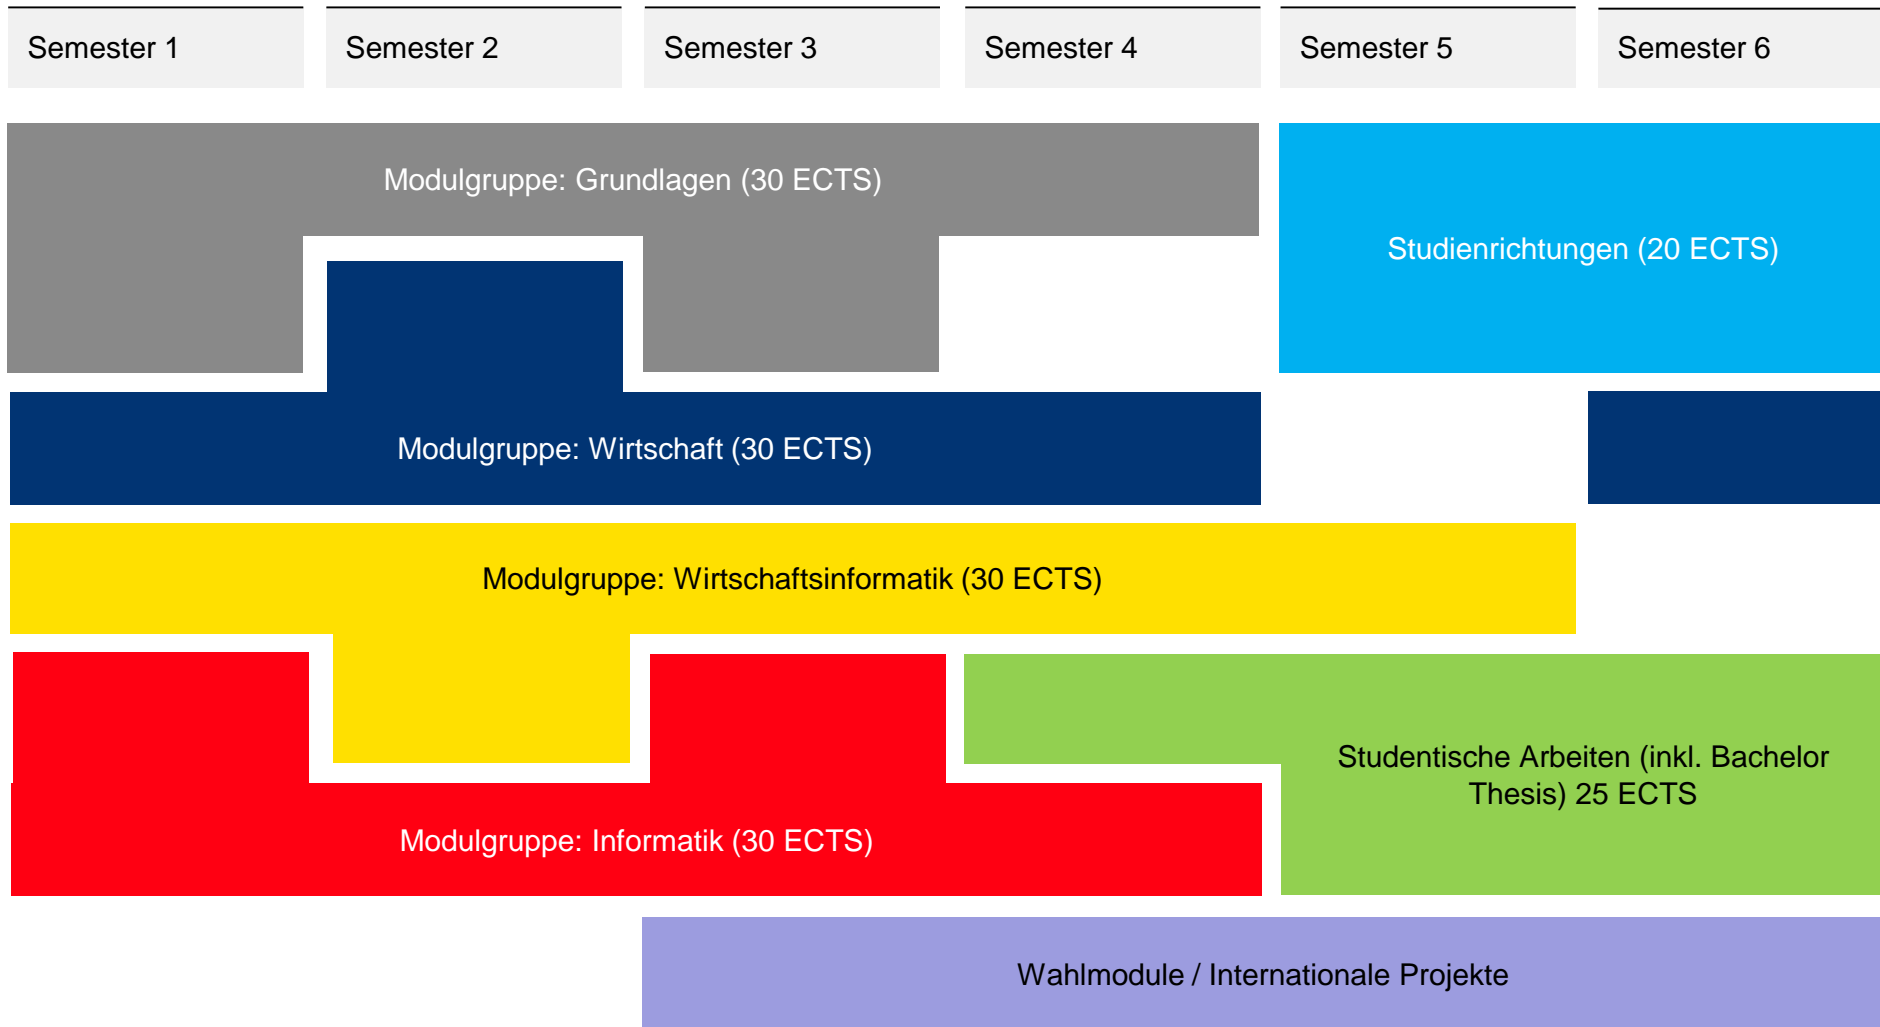 Semester 1
Semester 2
Semester 3
Semester 4
Semester 5
Semester 6
Modulgruppe: Grundlagen (30 ECTS)
Studienrichtungen (20 ECTS)
Modulgruppe: Wirtschaft (30 ECTS)
Modulgruppe: Wirtschaftsinformatik (30 ECTS)
Studentische Arbeiten (inkl. Bachelor
Thesis) 25 ECTS
Modulgruppe: Informatik (30 ECTS)
Wahlmodule / Internationale Projekte